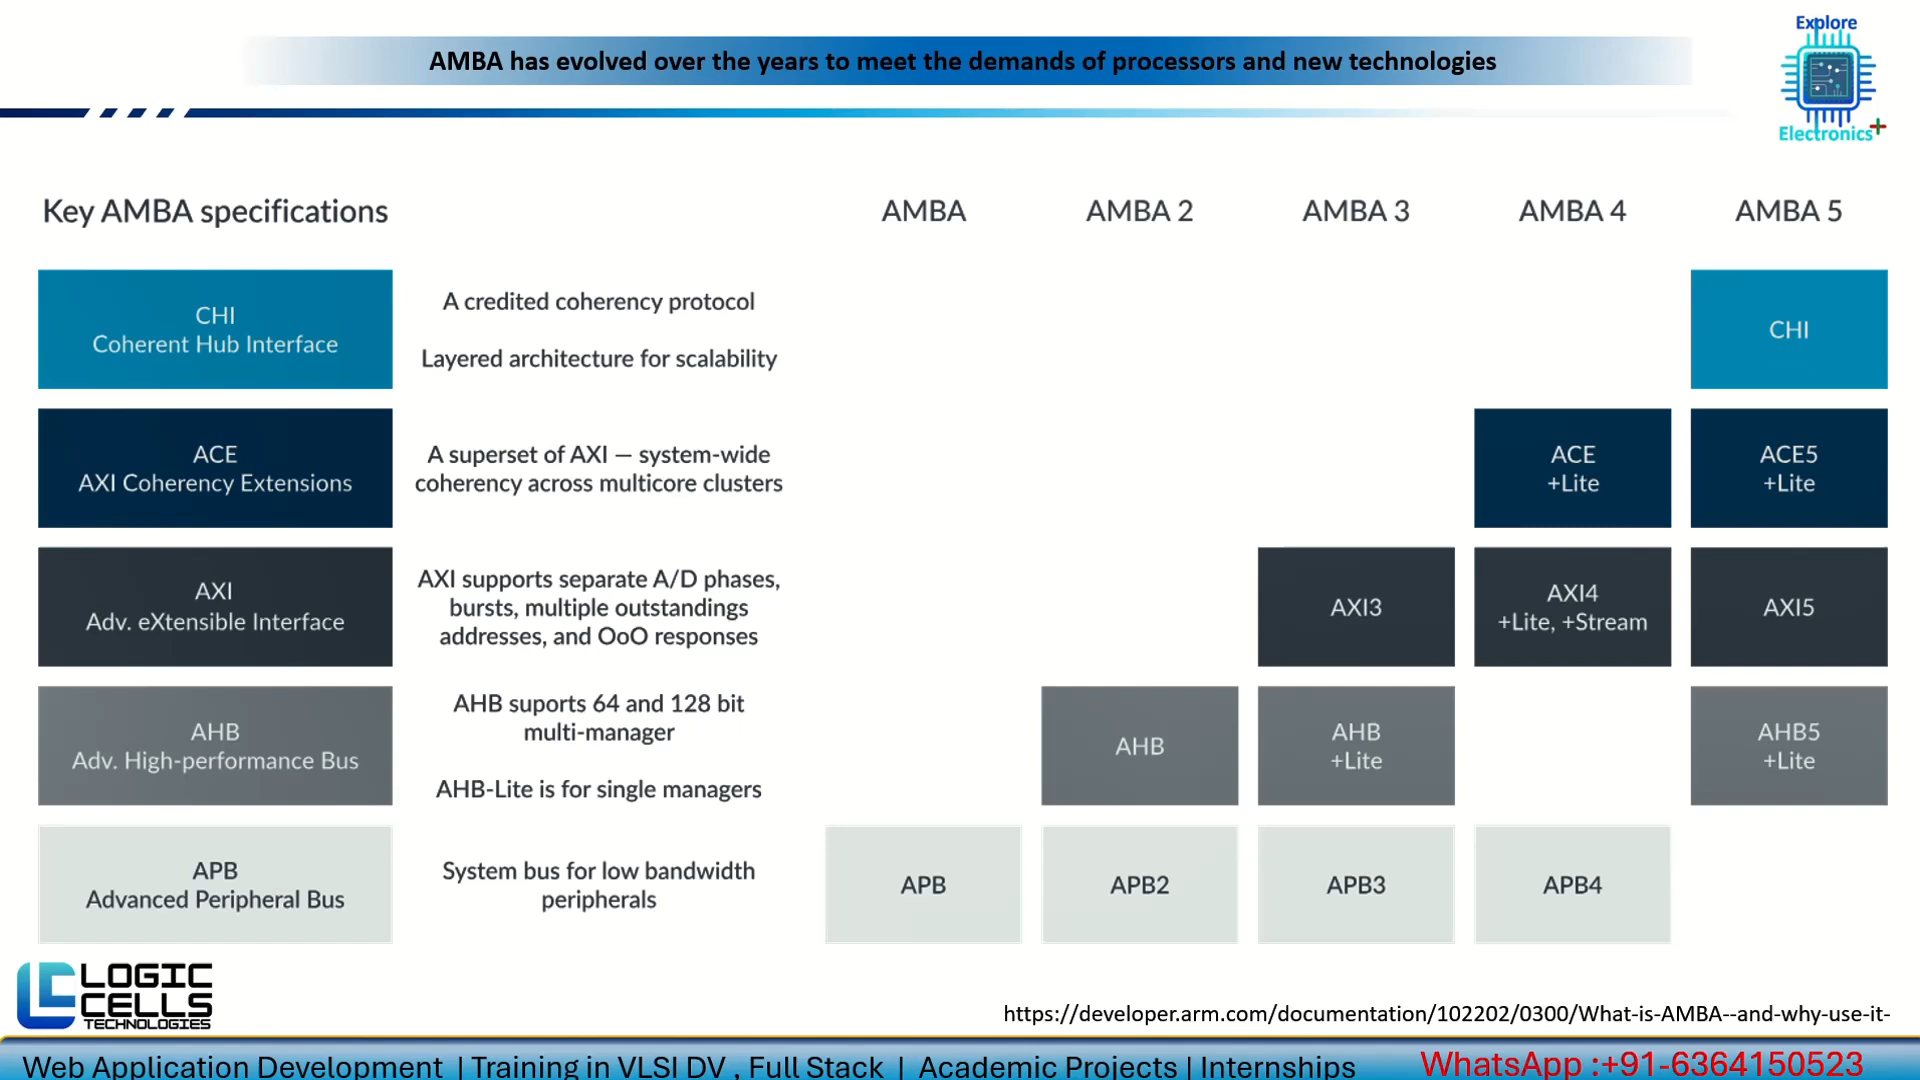 AMBA has evolved over the years to meet the demands of processors and new technologies
Explore
Electronics+
Key AMBA specifications
AMBA
AMBA 2
AMBA 3
AMBA 4
AMBA 5
CHI
Coherent Hub Interface
A credited coherency protocol
Layered architecture for scalability
CHI
ACE
AXI Coherency Extensions
A superset of AXI — system-wide
coherency across multicore clusters
ACE
+Lite
ACE5
+Lite
AXI
Adv. eXtensible Interface
AXI supports separate A/D phases,
bursts, multiple outstandings
addresses, and OoO responses
AXI3
AXI4
+Lite, +Stream
AXI5
AHB
Adv. High-performance Bus
AHB suports 64 and 128 bit
multi-manager
AHB-Lite is for single managers
AHB
AHB
+Lite
AHB5
+Lite
APB
Advanced Peripheral Bus
System bus for low bandwidth
peripherals
APB
APB2
APB3
APB4
LOGIC
CELLS
TECHNOLOGIES
https://developer.arm.com/documentation/102202/0300/What-is-AMBA--and-why-use-it-
Web Application Development | Training in VLSI DV , Full Stack | Academic Projects | Internships
WhatsApp :+91-6364150523